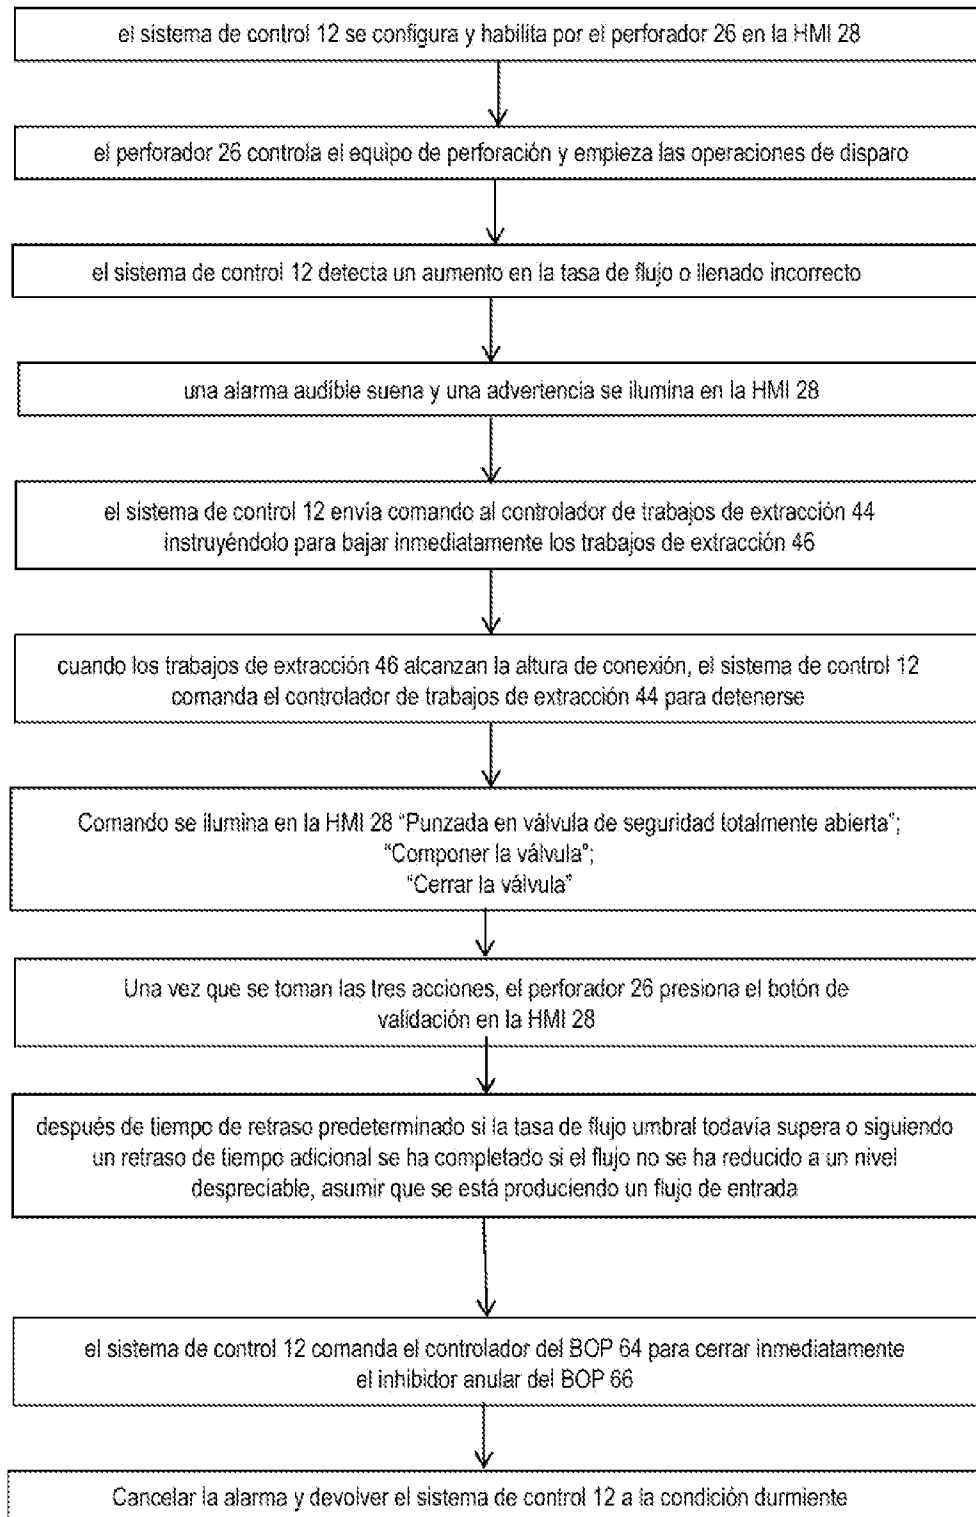 el sistema de control 12 se configura y habilita por el perforador 26 en la HMI 28
el perforador 26 controla el equipo de perforación y empieza las operaciones de disparo
el sistema de control 12 detecta un aumento en la tasa de flujo o llenado incorrecto
una alarma audible suena y una advertencia se ilumina en la HMI 28
el sistema de control 12 envía comando al controlador de trabajos de extracción 44
instruyéndolo para bajar inmediatamente los trabajos de extracción 46
cuando los trabajos de extracción 46 alcanzan la altura de conexión, el sistema de control 12
comanda el controlador de trabajos de extracción 44 para detenerse
Comando se ilumina en la HMI 28 “Punzada en válvula de seguridad totalmente abierta”;
“Componer la válvula”;
“Cerrar la válvula”
Una vez que se toman las tres acciones, el perforador 26 presiona el botón de
validación en la HMI 28
después de tiempo de retraso predeterminado si la tasa de flujo umbral todavía supera o siguiendo
un retraso de tiempo adicional se ha completado si el flujo no se ha reducido a un nivel
despreciable, asumir que se está produciendo un flujo de entrada
el sistema de control 12 comanda el controlador del BOP 64 para cerrar inmediatamente
el inhibidor anular del BOP 66
Cancelar la alarma y devolver el sistema de control 12 a la condición durmiente